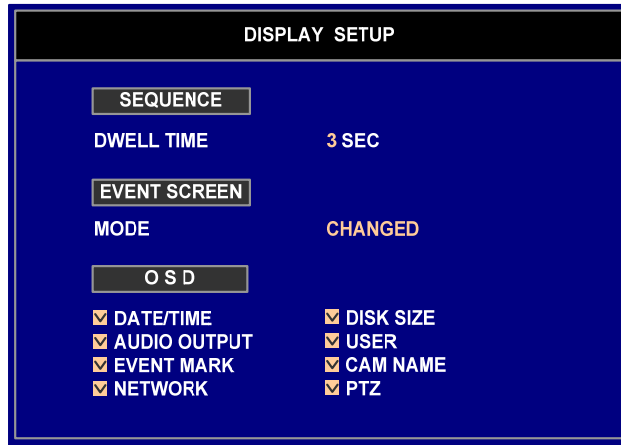 DISPLAY SETUP
SEQUENCE
DWELL TIME 3 SEC
EVENT SCREEN
MODE CHANGED
O S D
DATE/TIME DISK SIZE
AUDIO OUTPUT USER
EVENT MARK CAM NAME
NETWORK PTZ